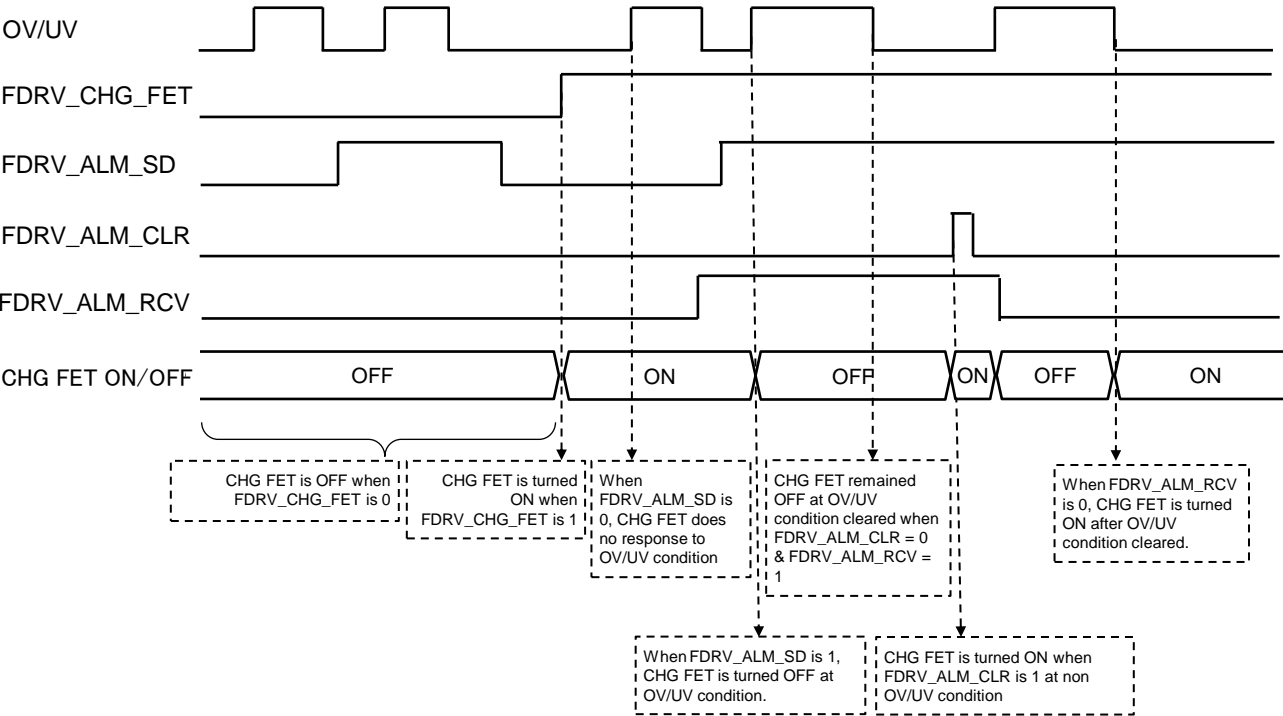 OV/UV
FDRV_CHG_FET
FDRV_ALM_SD
FDRV_ALM_CLR
FDRV_ALM_RCV
CHG FET ON/OFF
OFF
ON
OFF
ON
OFF
ON
CHG FET is OFF when
FDRV_CHG_FET is 0
CHG FET is turned
ON when
FDRV_CHG_FET is 1
When
FDRV_ALM_SD is
0, CHG FET does
no response to
OV/UV condition
CHG FET remained
OFF at OV/UV
condition cleared when
FDRV_ALM_CLR = 0
& FDRV_ALM_RCV =
1
When FDRV_ALM_RCV
is 0, CHG FET is turned
ON after OV/UV
condition cleared.
When FDRV_ALM_SD is 1,
CHG FET is turned OFF at
OV/UV condition.
CHG FET is turned ON when
FDRV_ALM_CLR is 1 at non
OV/UV condition